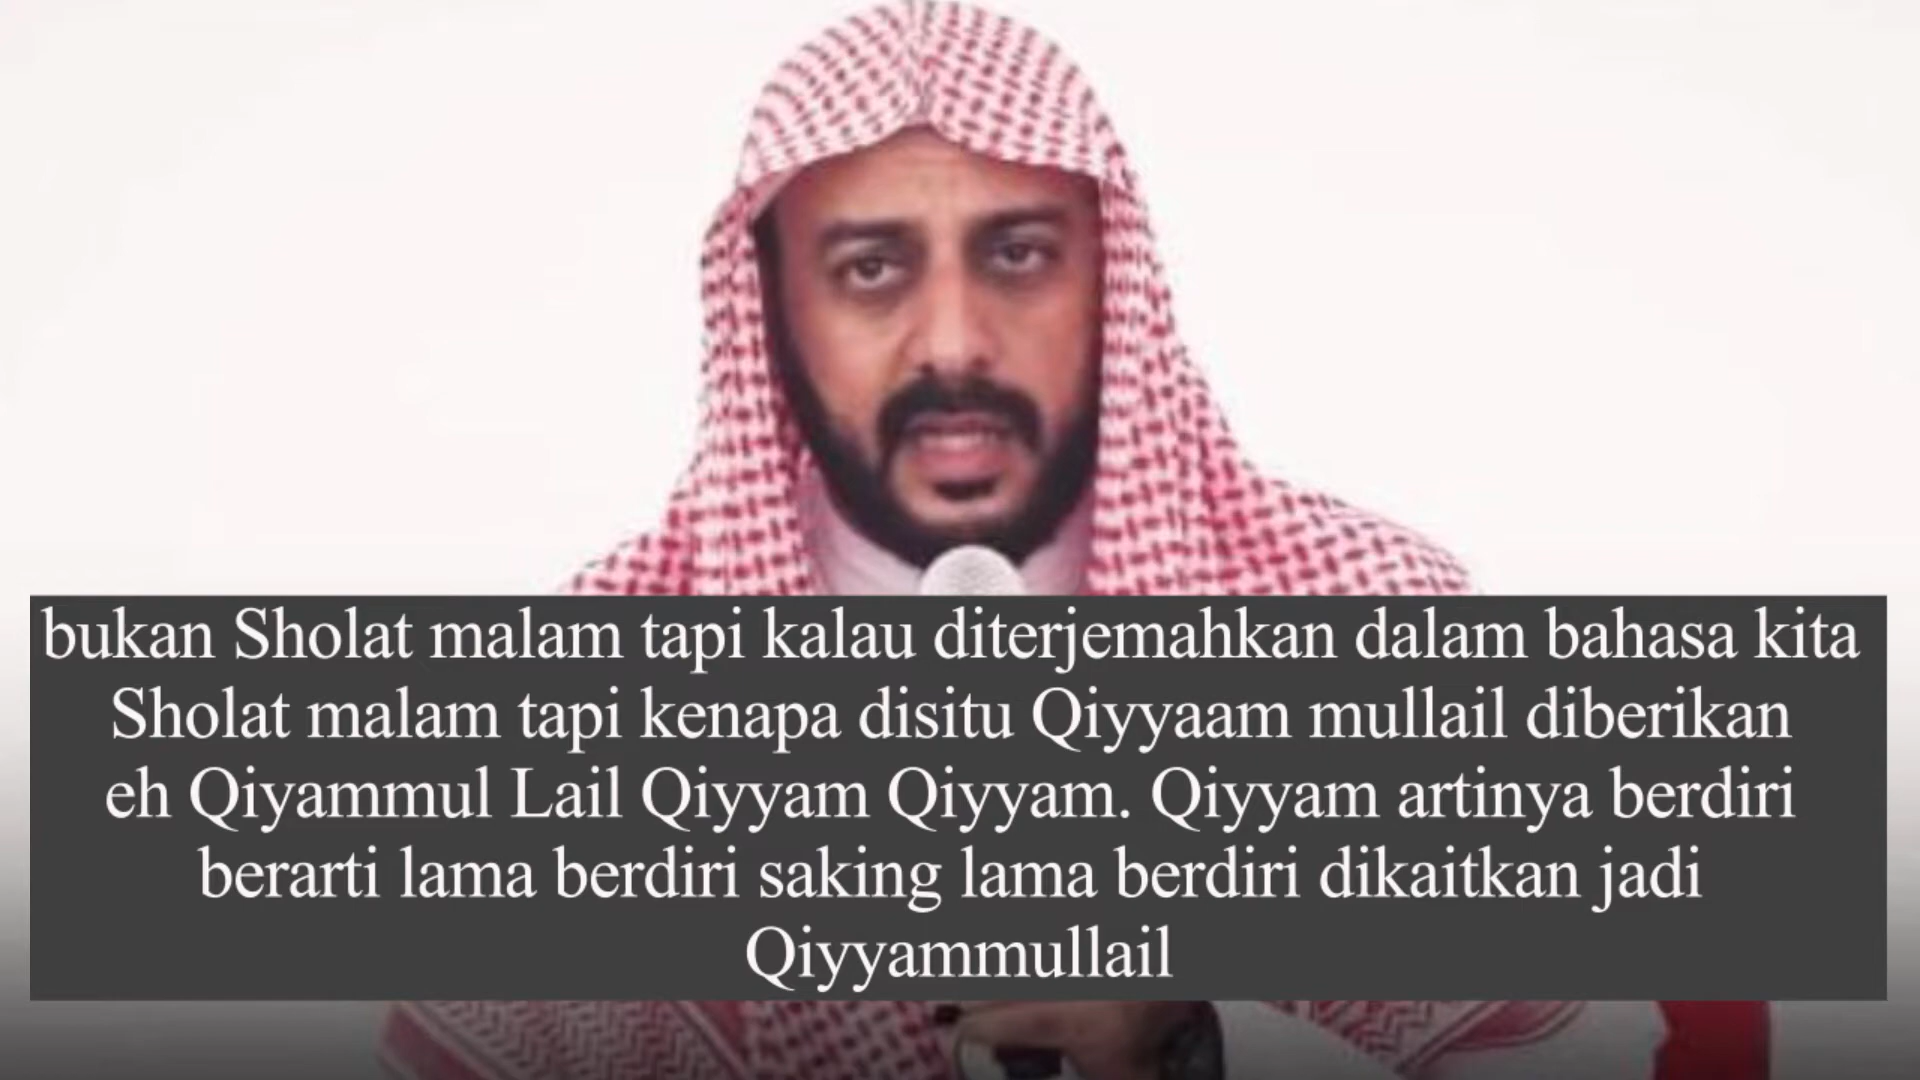 bukan Sholat malam tapi kalau diterjemahkan dalam bahasa kita
Sholat malam tapi kenapa disitu Qiyyaam mullail diberikan
eh Qiyammul Lail Qiyyam Qiyyam. Qiyyam artinya berdiri
berarti lama berdiri saking lama berdiri dikaitkan jadi
Qiyyammullail